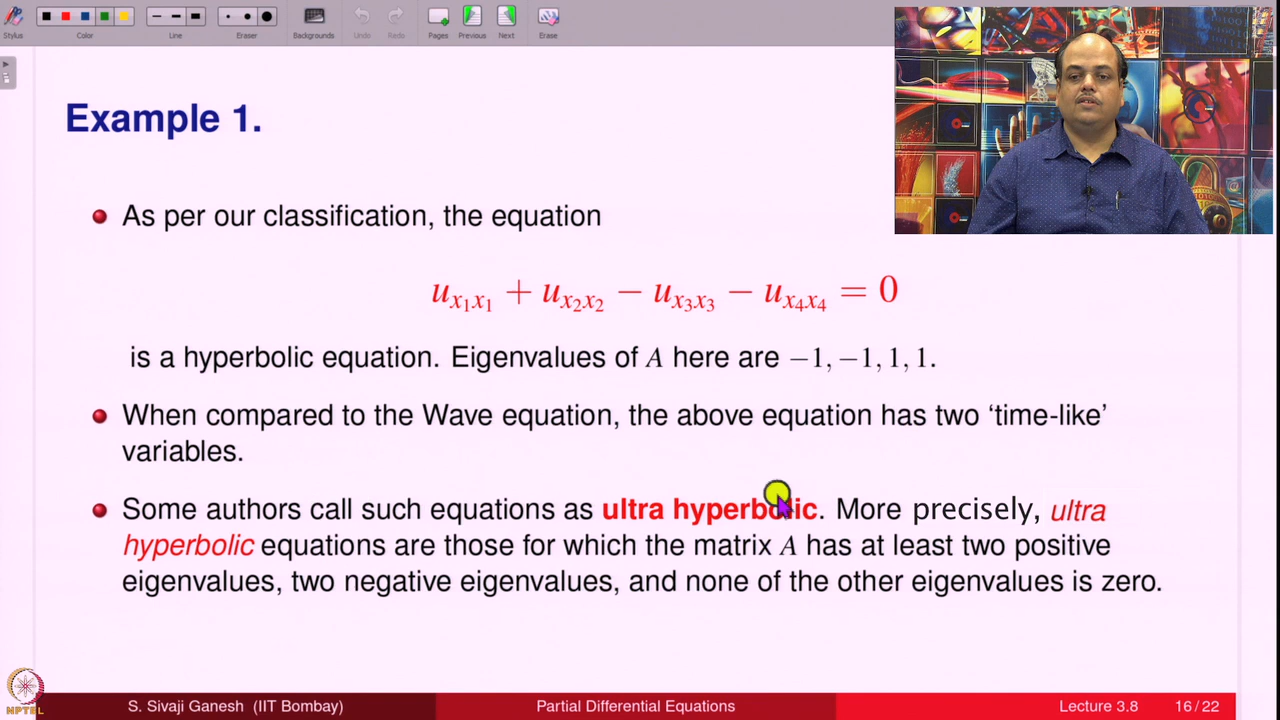 Stylus
Color
Line
Eraser
Backgrounds
Undo
Redo
Pages
Previous
Next
Erase
Example 1.
As per our classification, the equation
u_{x_1x_1} + u_{x_2x_2} − u_{x_3x_3} − u_{x_4x_4} = 0
is a hyperbolic equation. Eigenvalues of A here are −1, −1, 1, 1.
When compared to the Wave equation, the above equation has two ‘time-like’
variables.
Some authors call such equations as ultra hyperbolic. More precisely, ultra
hyperbolic equations are those for which the matrix A has at least two positive
eigenvalues, two negative eigenvalues, and none of the other eigenvalues is zero.
NPTEL
S. Sivaji Ganesh (IIT Bombay)
Partial Differential Equations
Lecture 3.8
16/22